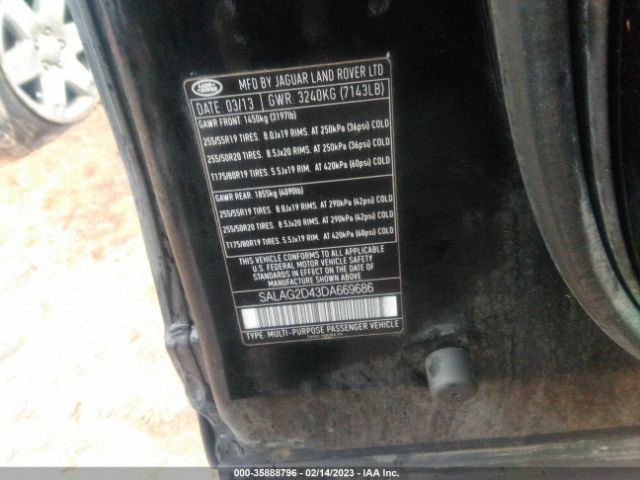 LAND ROVER
MFD BY JAGUAR LAND ROVER LTD
DATE 03/13 GWR. 3240KG (7143LB)
GAWR FRONT. 1450kg (3197lb)
255/55R19 TIRES. 8.0Jx19 RIMS. AT 250kPa (36psi) COLD
255/50R20 TIRES. 8.5Jx20 RIMS. AT 250kPa (36psi) COLD
T175/80R19 TIRES. 5.5Jx19 RIM. AT 420kPa (60psi) COLD
GAWR REAR. 1855kg (4090lb)
255/55R19 TIRES. 8.0Jx19 RIMS. AT 290kPa (42psi) COLD
255/50R20 TIRES. 8.5Jx20 RIMS. AT 290kPa (42psi) COLD
T175/80R19 TIRES. 5.5Jx19 RIM. AT 420kPa (60psi) COLD
THIS VEHICLE CONFORMS TO ALL APPLICABLE
U.S. FEDERAL MOTOR VEHICLE SAFETY
STANDARDS IN EFFECT ON THE DATE OF
MANUFACTURE SHOWN ABOVE
SALAG2D43DA669686
TYPE. MULTI-PURPOSE PASSENGER VEHICLE
000-35888796 - 02/14/2023 - IAA Inc.